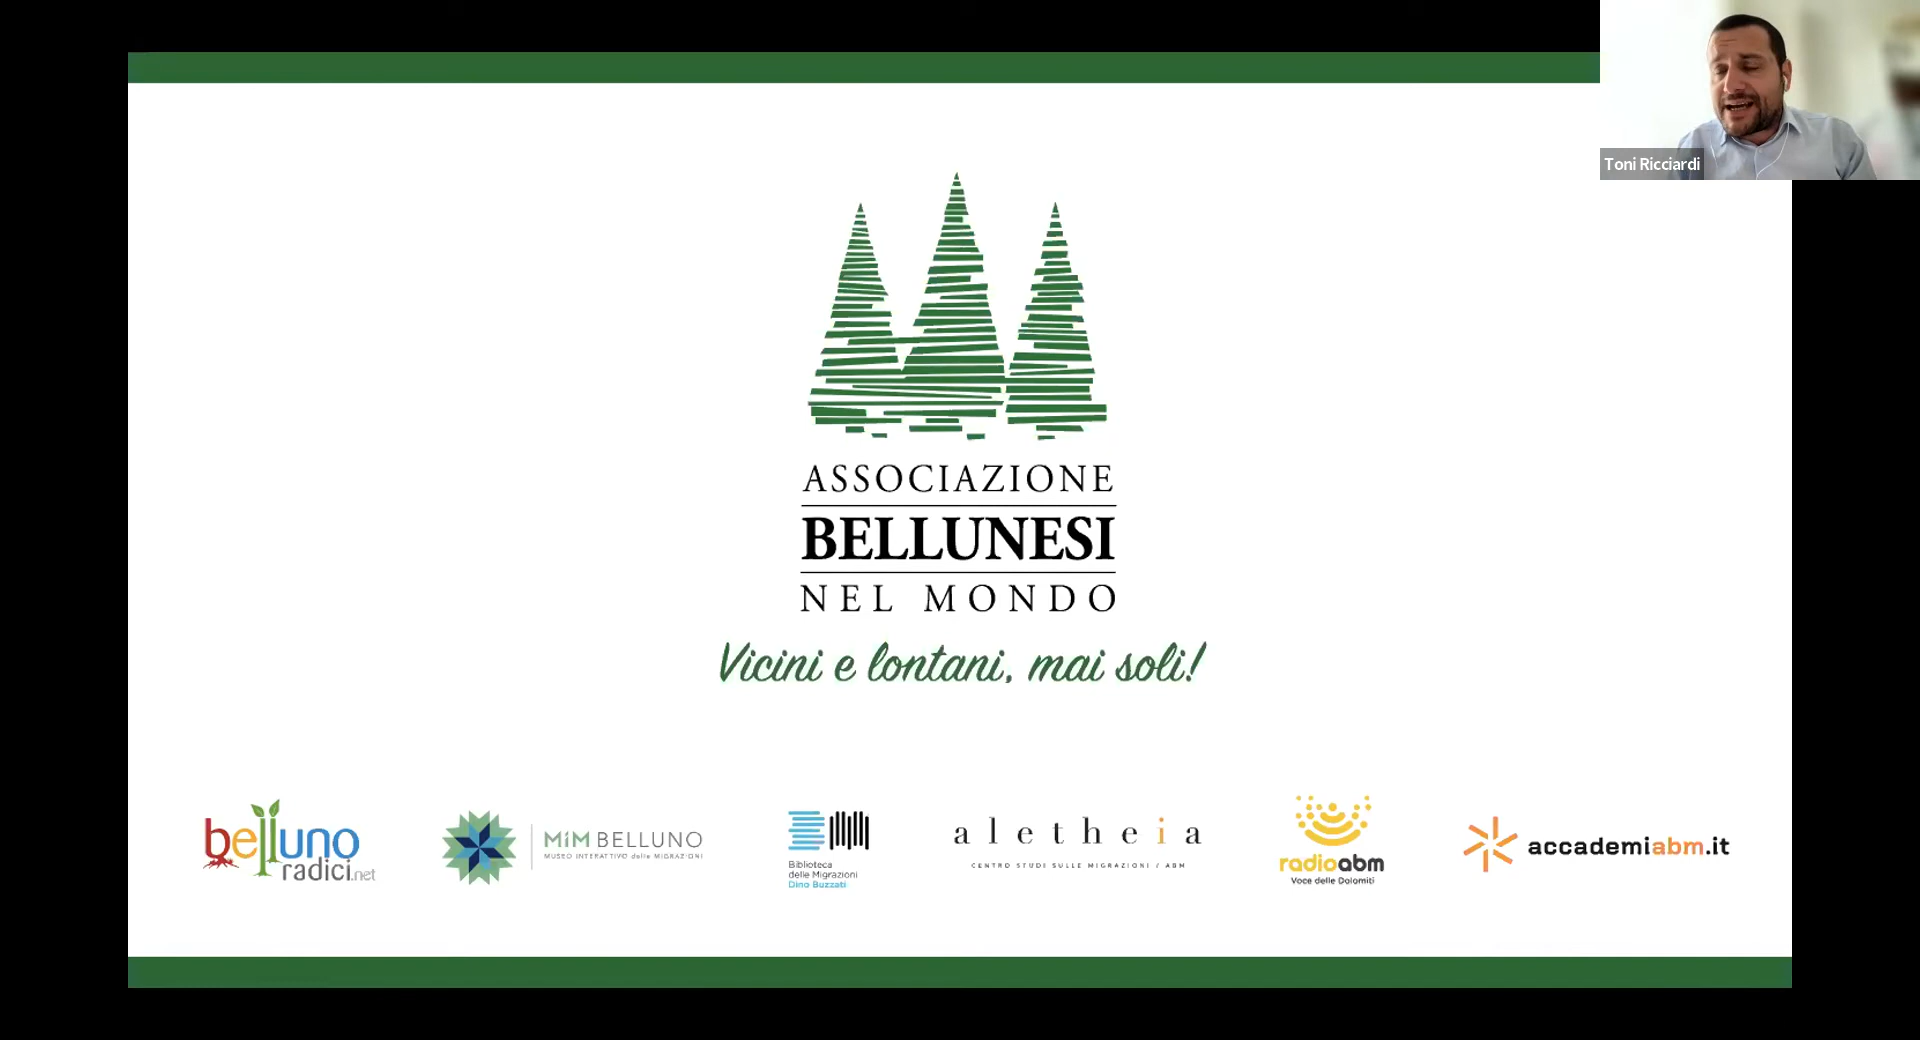 Toni Ricciardi
ASSOCIAZIONE
BELLUNESI
NEL MONDO
Vicini e lontani, mai soli!
belluno
radici.net
MiM BELLUNO
MUSEO INTERATTIVO delle MIGRAZIONI
Biblioteca
delle Migrazioni
Dino Buzzati
aletheia
CENTRO STUDI SULLE MIGRAZIONI / ABM
radioabm
Voce delle Dolomiti
accademiabm.it